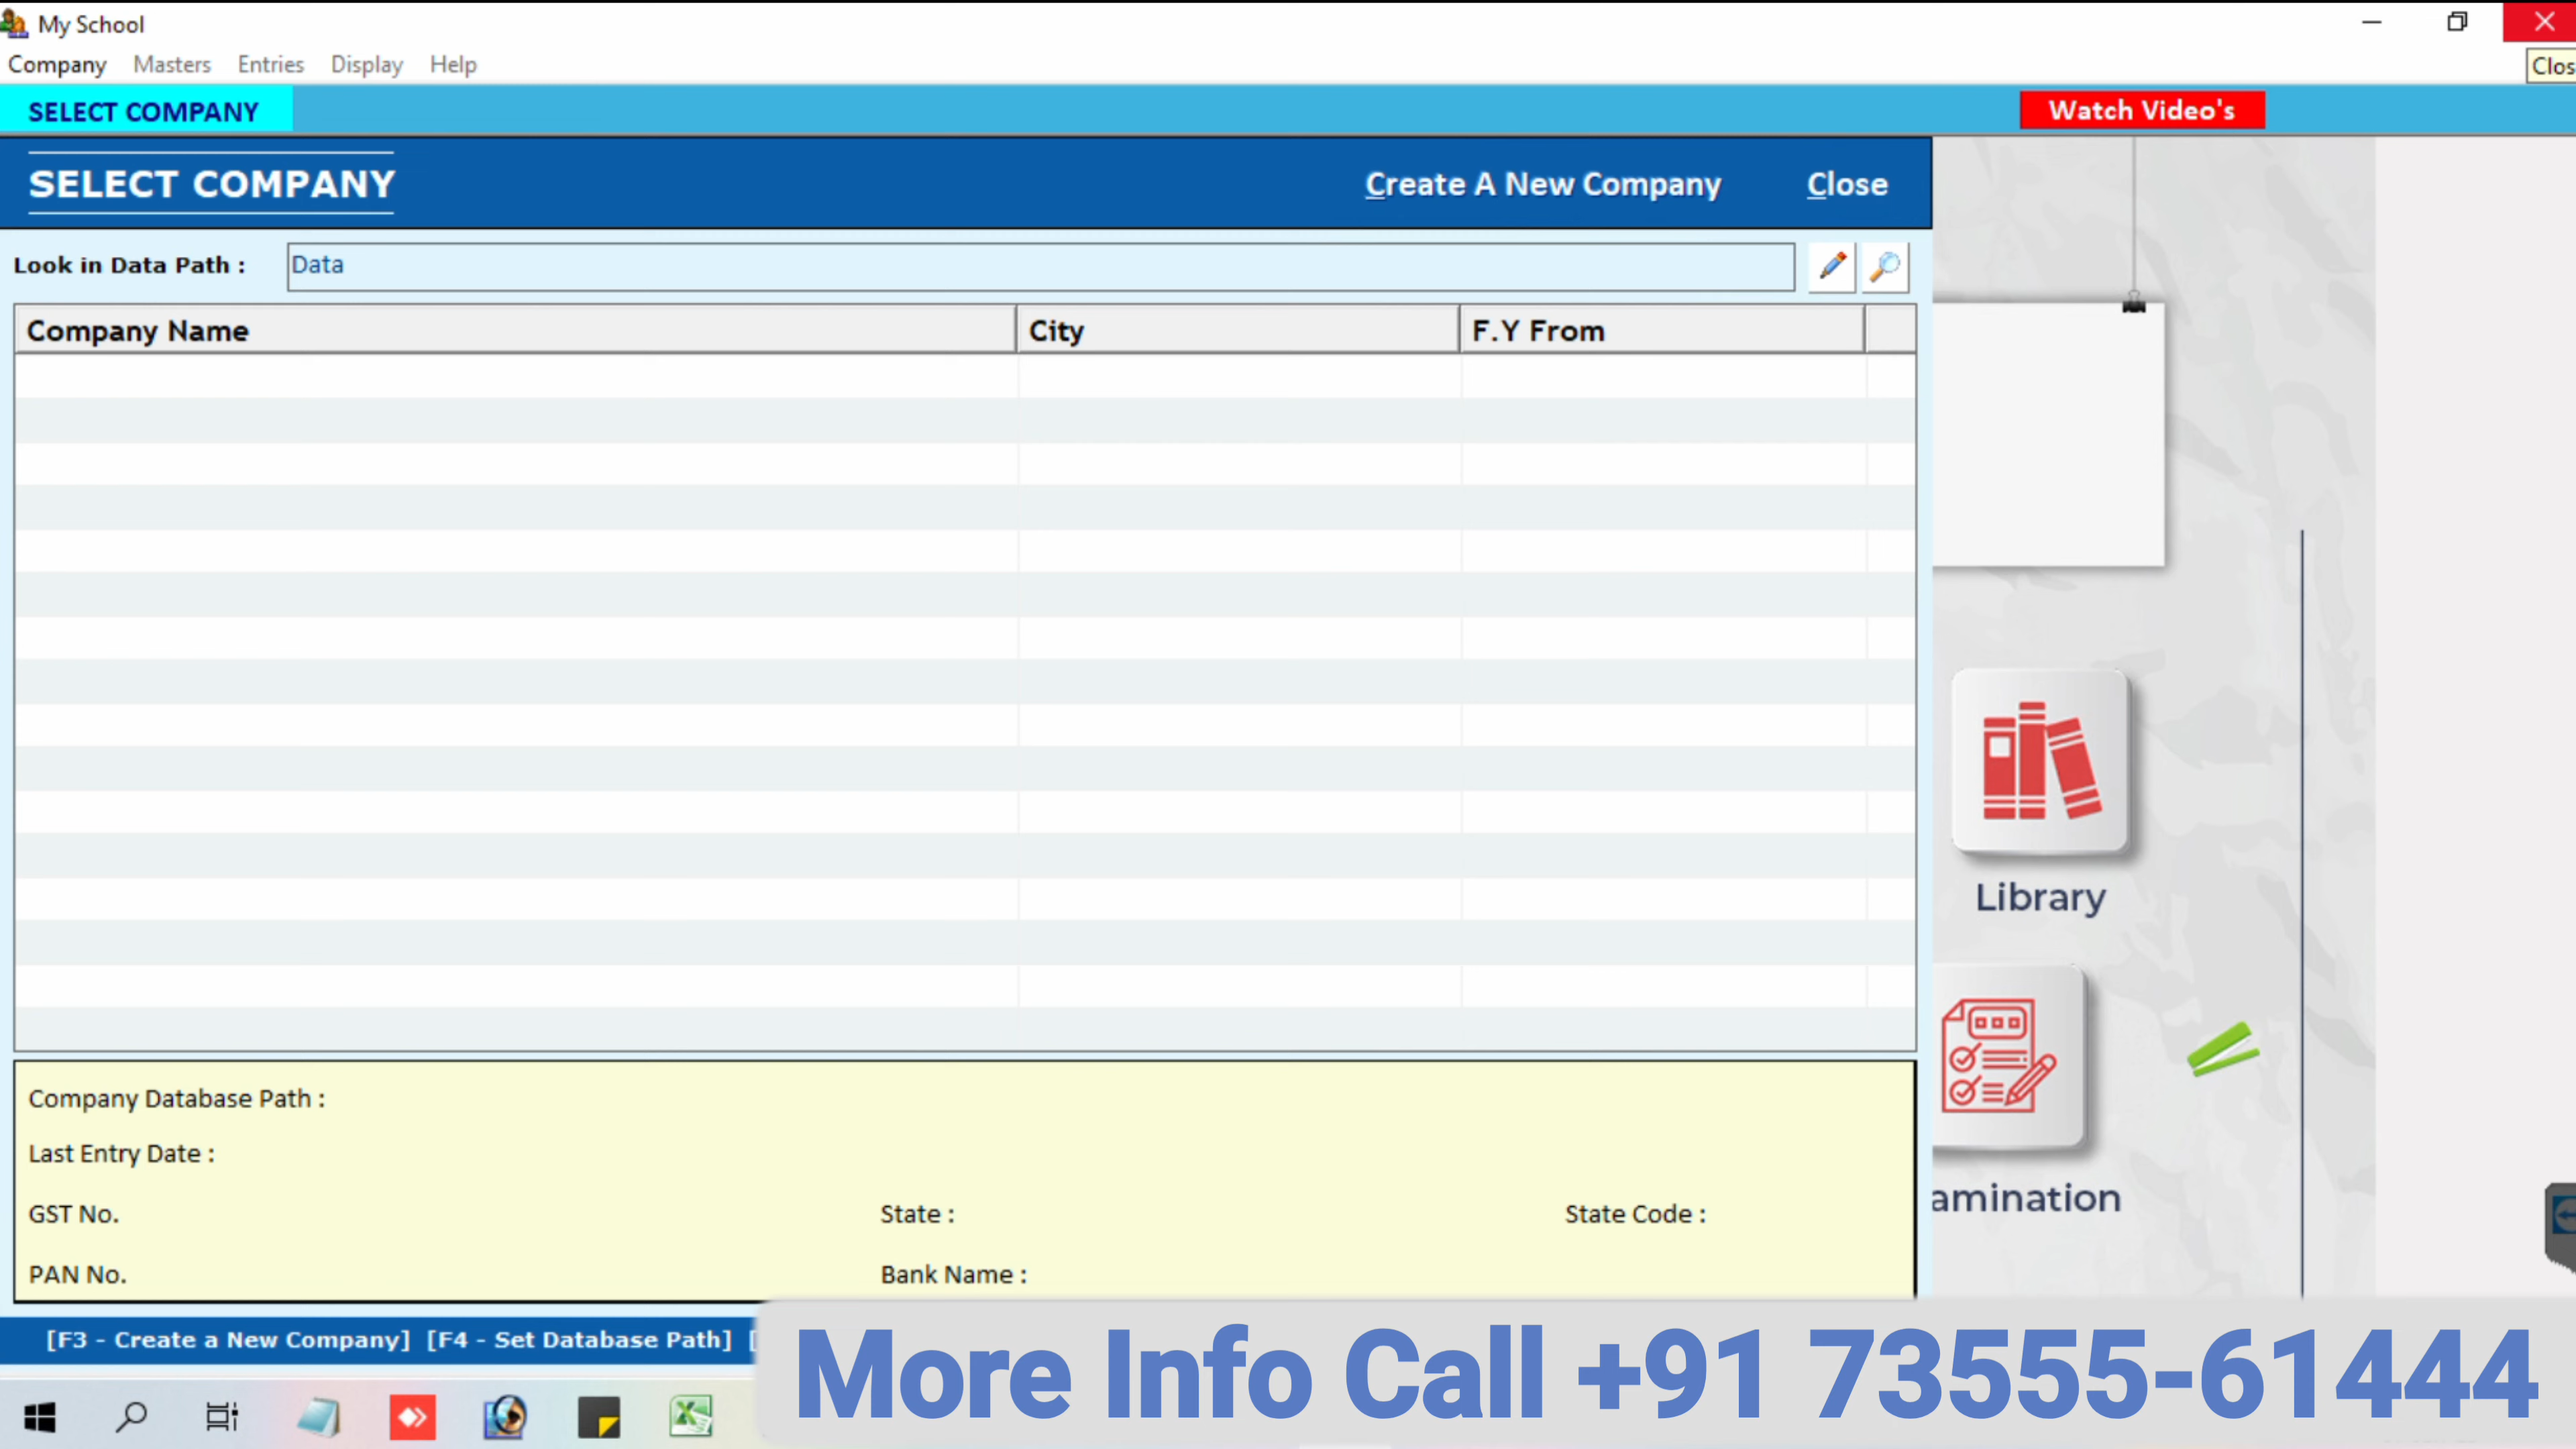 My School
Company Masters Entries Display Help
Clos
SELECT COMPANY
Watch Video's
SELECT COMPANY
Create A New Company
Close
Look in Data Path :
Data
Company Name
City
F.Y From
Library
amination
Company Database Path :
Last Entry Date :
GST No.
State :
State Code :
PAN No.
Bank Name :
[F3 - Create a New Company] [F4 - Set Database Path] [
More Info Call +91 73555-61444